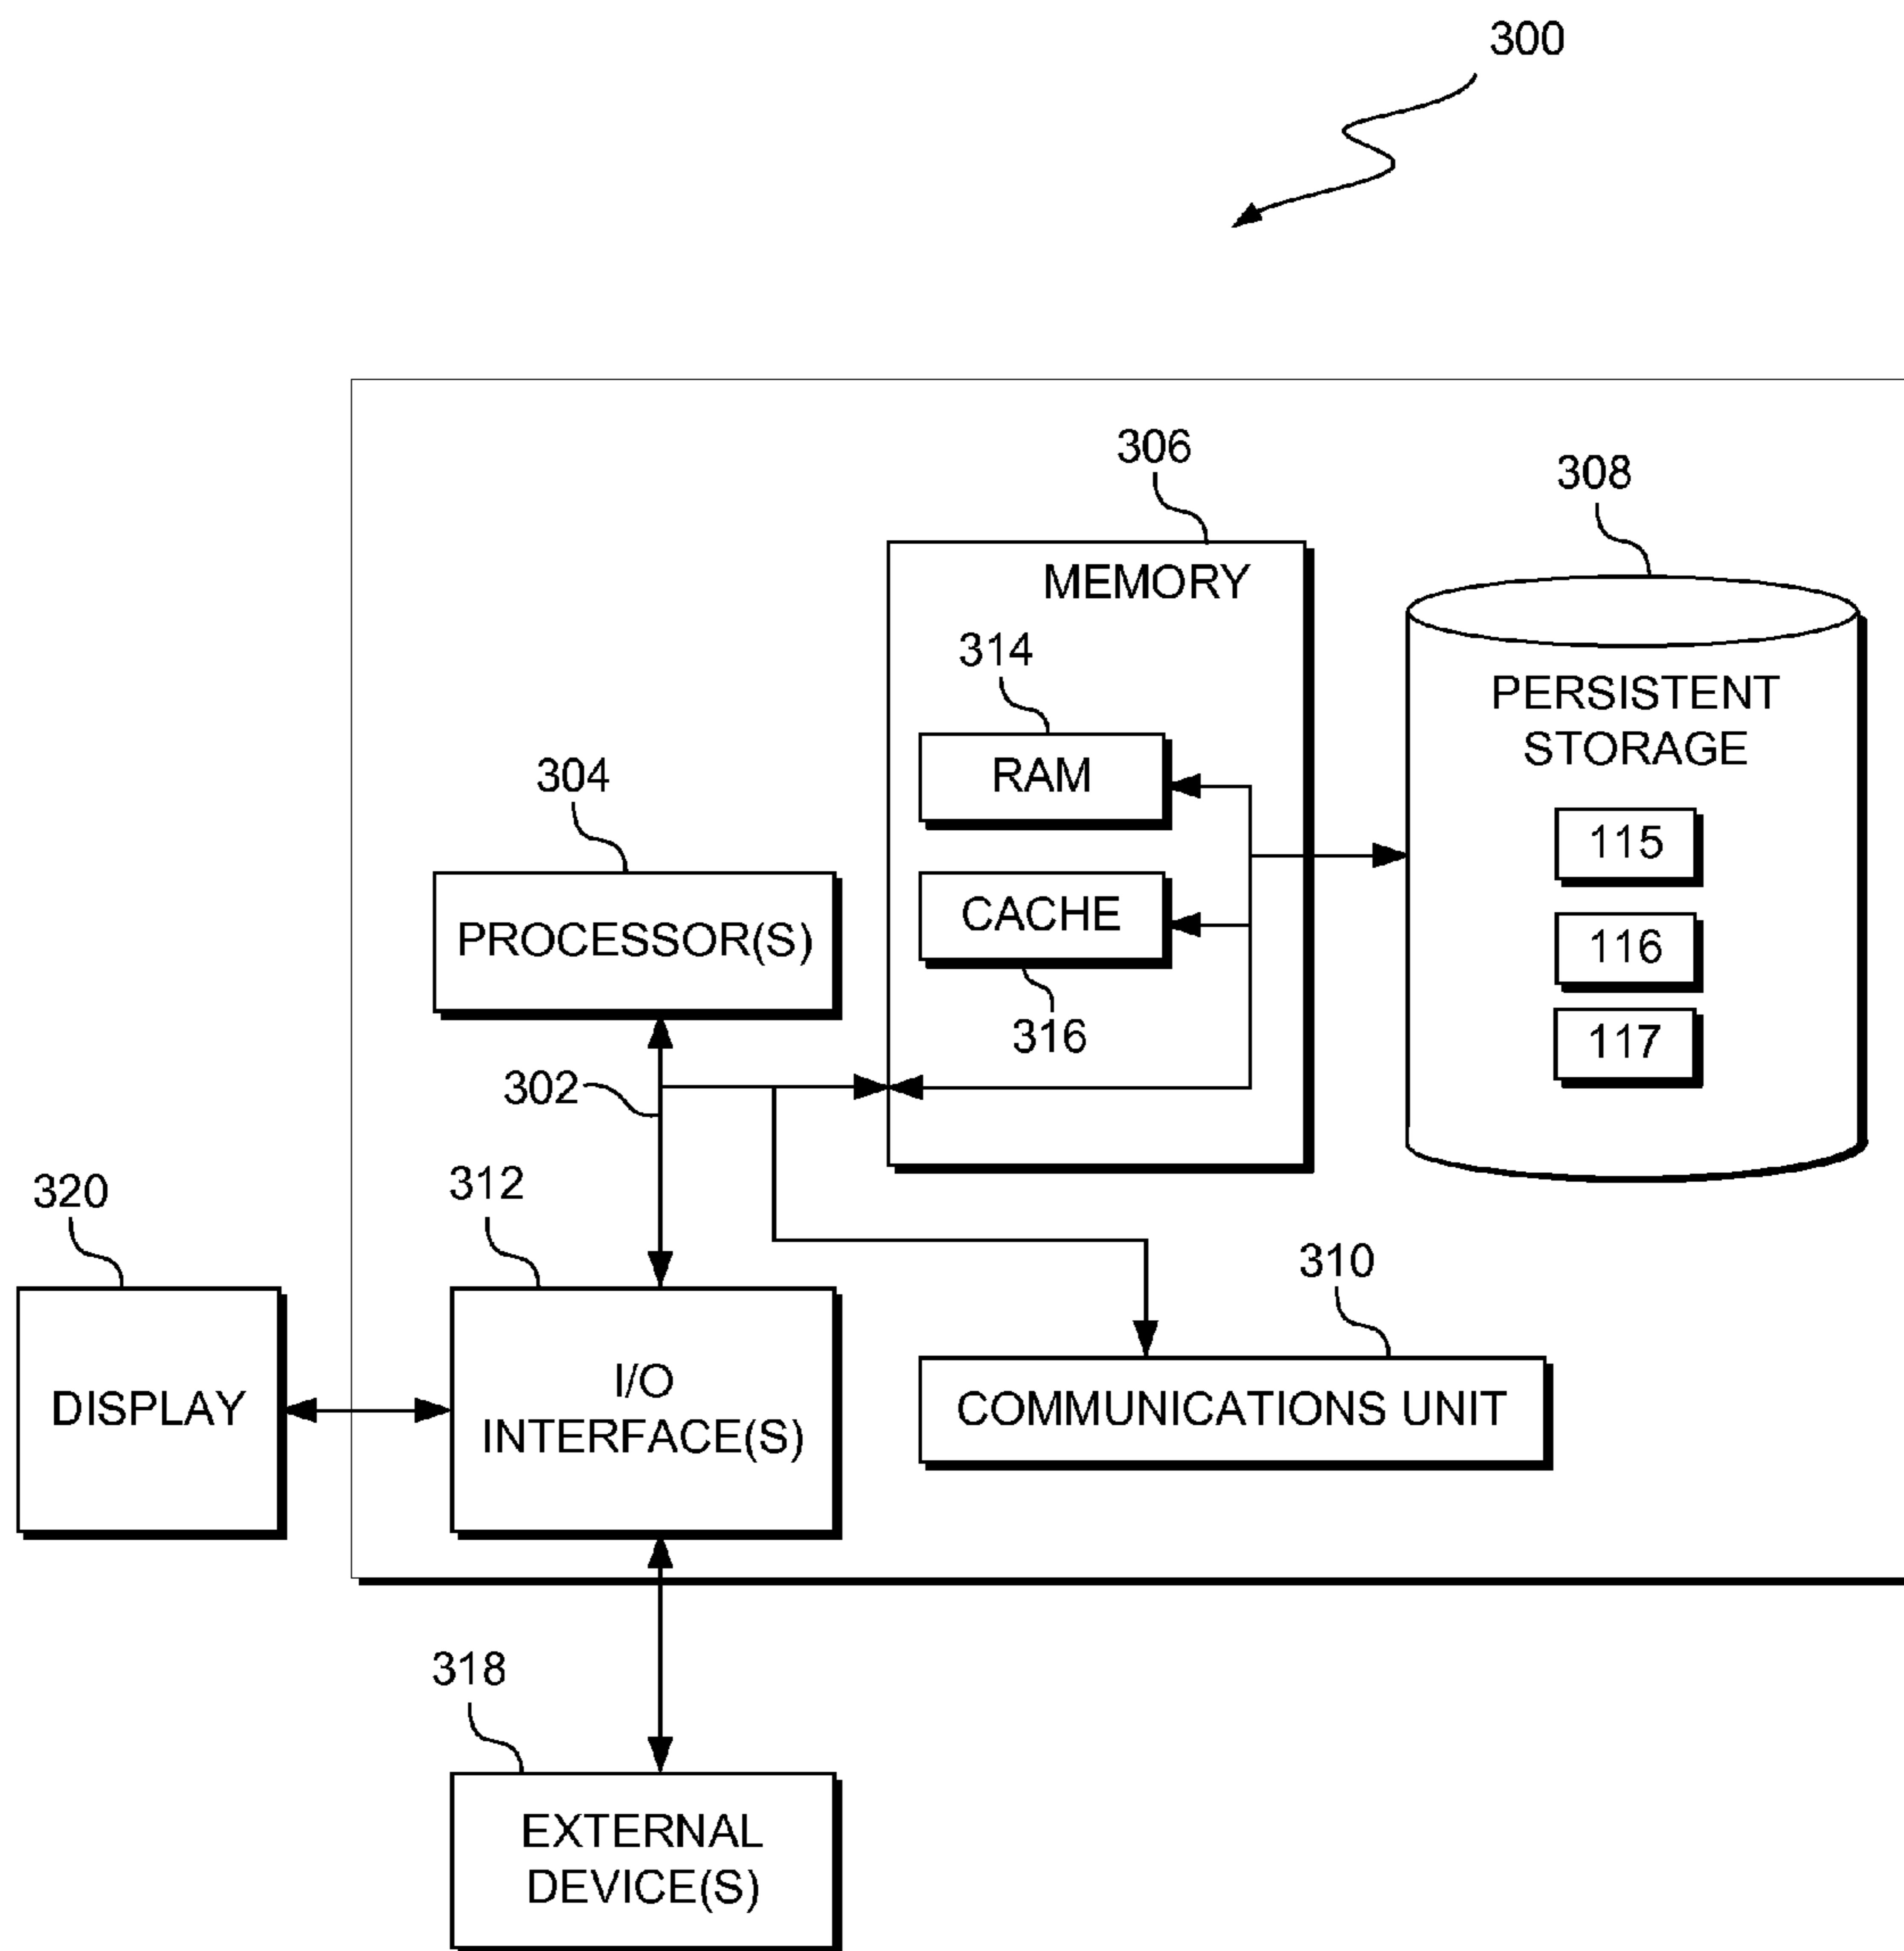 300
306
308
MEMORY
314
PERSISTENT
STORAGE
RAM
304
115
CACHE
PROCESSOR(S)
116
316
117
302
320
312
310
DISPLAY
I/O
INTERFACE(S)
COMMUNICATIONS UNIT
318
EXTERNAL
DEVICE(S)